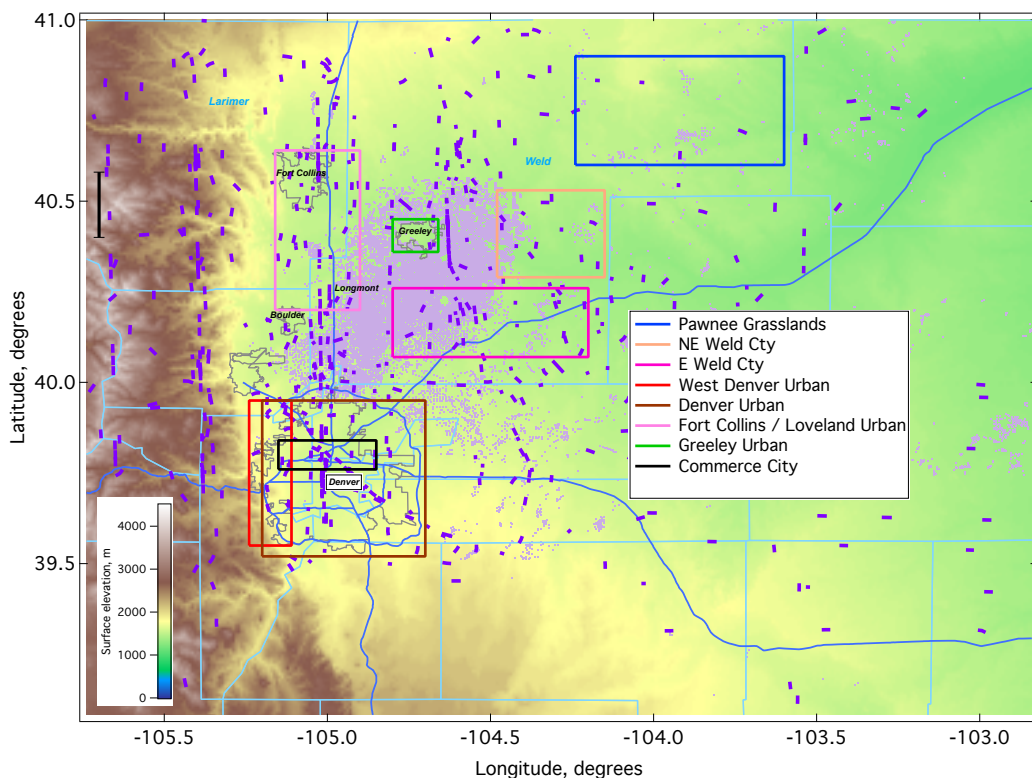 41.0
40.5
40.0
39.5
Latitude, degrees
-105.5
-105.0
-104.5
-104.0
-103.5
-103.0
Longitude, degrees
Larimer
Weld
Fort Collins
Greeley
Longmont
Boulder
Denver
Pawnee Grasslands
NE Weld Cty
E Weld Cty
West Denver Urban
Denver Urban
Fort Collins / Loveland Urban
Greeley Urban
Commerce City
Surface elevation, m
4000
3000
2000
1000
0